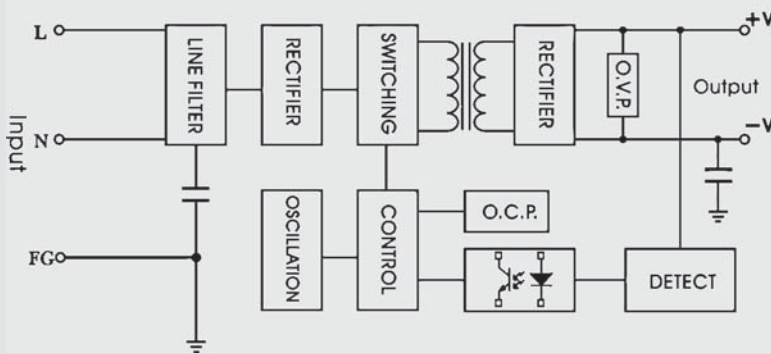 L
N
FG
Input
LINE FILTER
RECTIFIER
SWITCHING
RECTIFIER
O.V.P.
+V
Output
−V
OSCILLATION
CONTROL
O.C.P.
DETECT